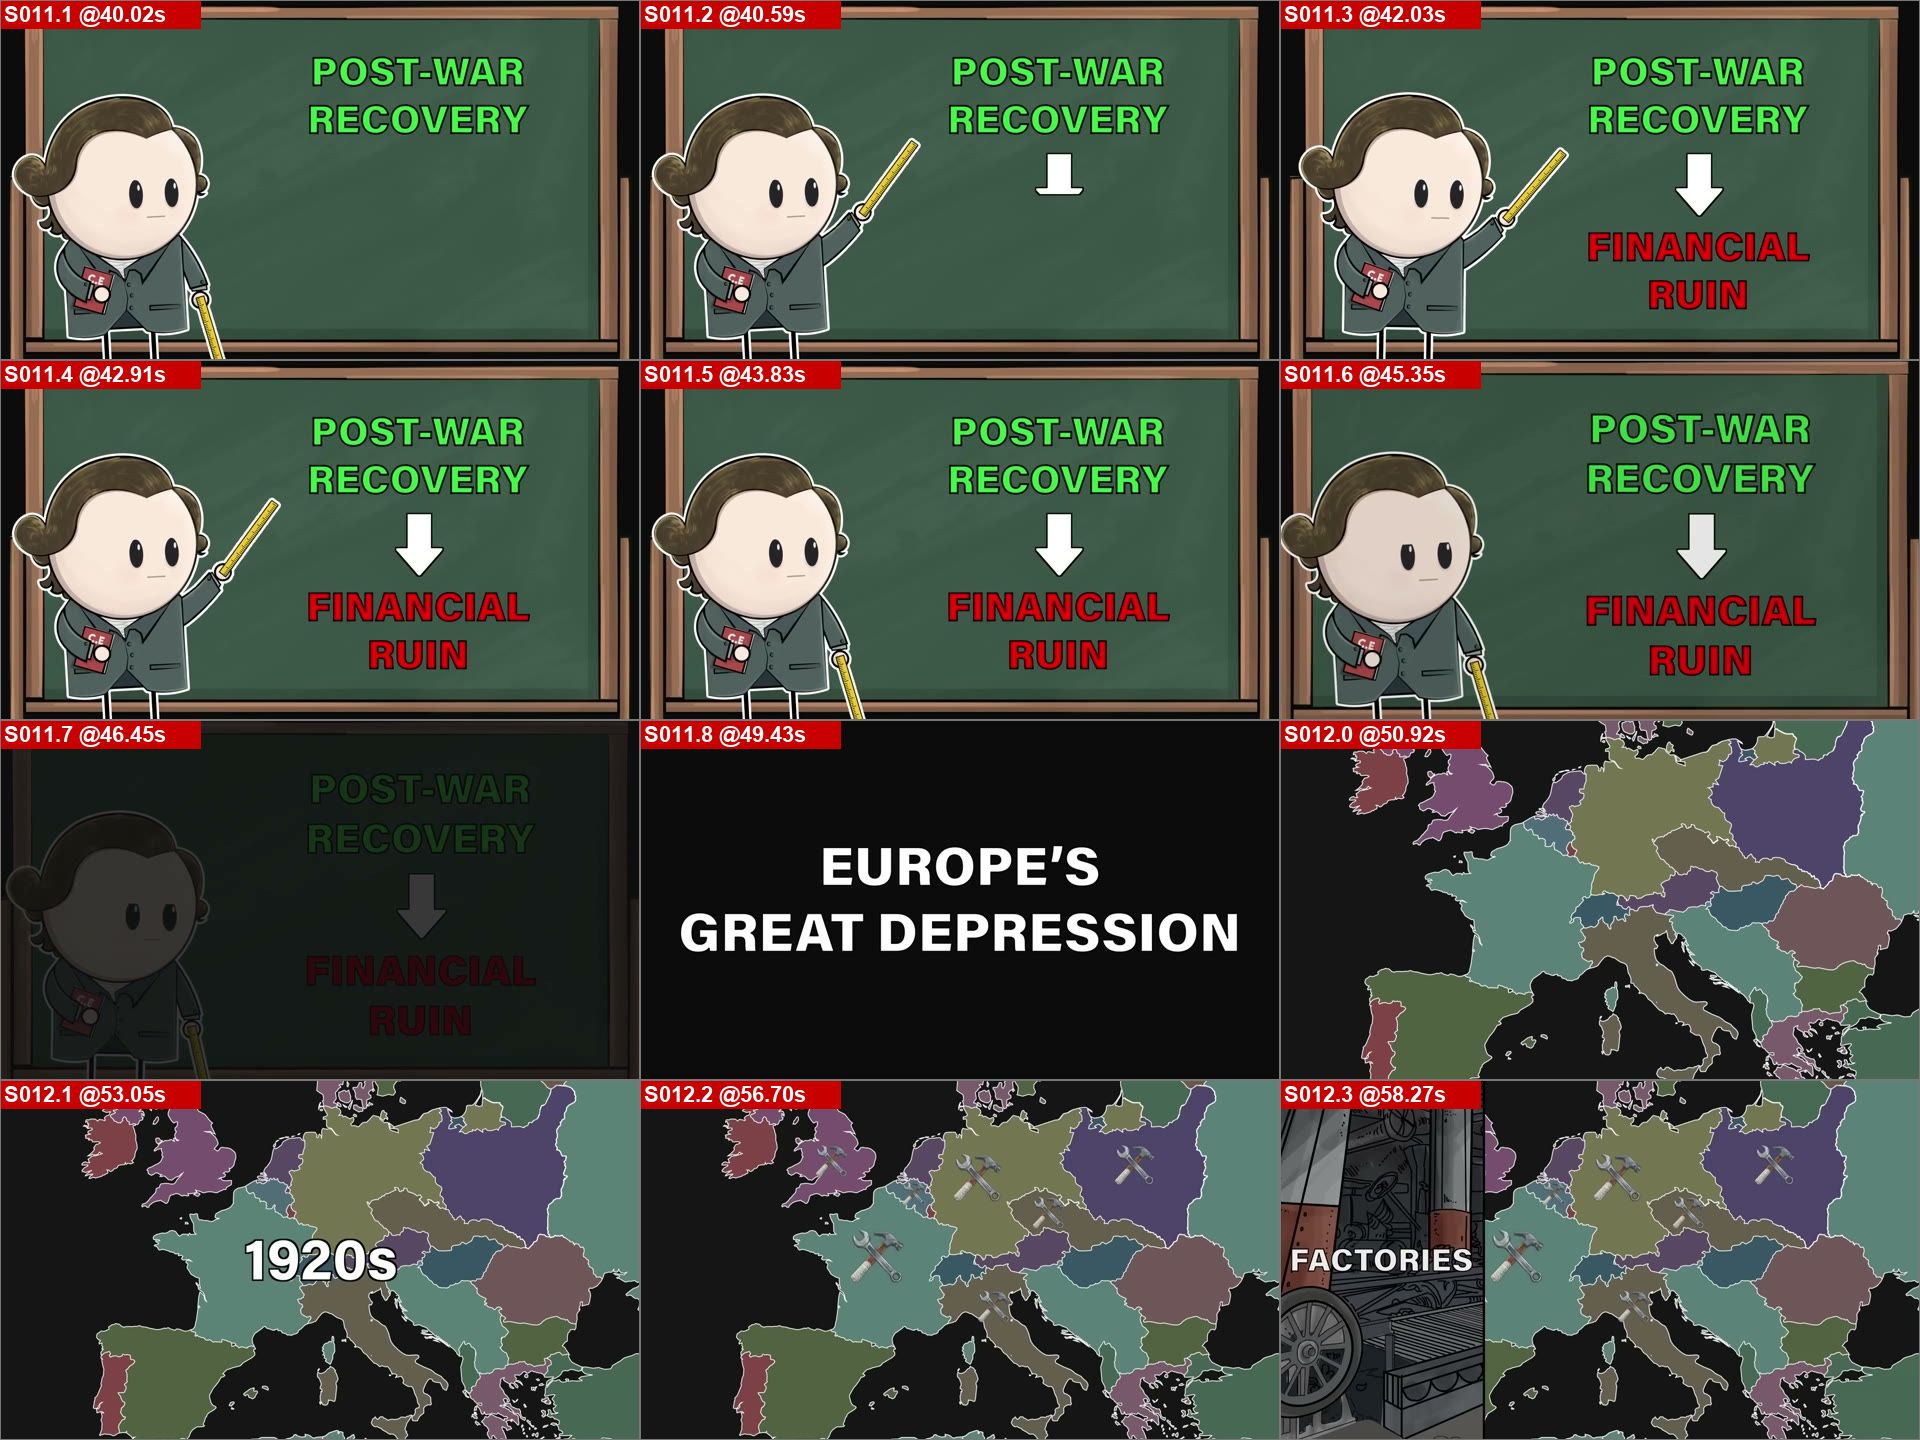 S011.1 @40.02s
POST-WAR
RECOVERY
C.E
S011.2 @40.59s
POST-WAR
RECOVERY
C.E
S011.3 @42.03s
POST-WAR
RECOVERY
FINANCIAL
RUIN
C.E
S011.4 @42.91s
POST-WAR
RECOVERY
FINANCIAL
RUIN
C.E
S011.5 @43.83s
POST-WAR
RECOVERY
FINANCIAL
RUIN
C.E
S011.6 @45.35s
POST-WAR
RECOVERY
FINANCIAL
RUIN
C.E
S011.7 @46.45s
POST-WAR
RECOVERY
FINANCIAL
RUIN
C.E
S011.8 @49.43s
EUROPE'S
GREAT DEPRESSION
S012.0 @50.92s
S012.1 @53.05s
1920s
S012.2 @56.70s
S012.3 @58.27s
FACTORIES